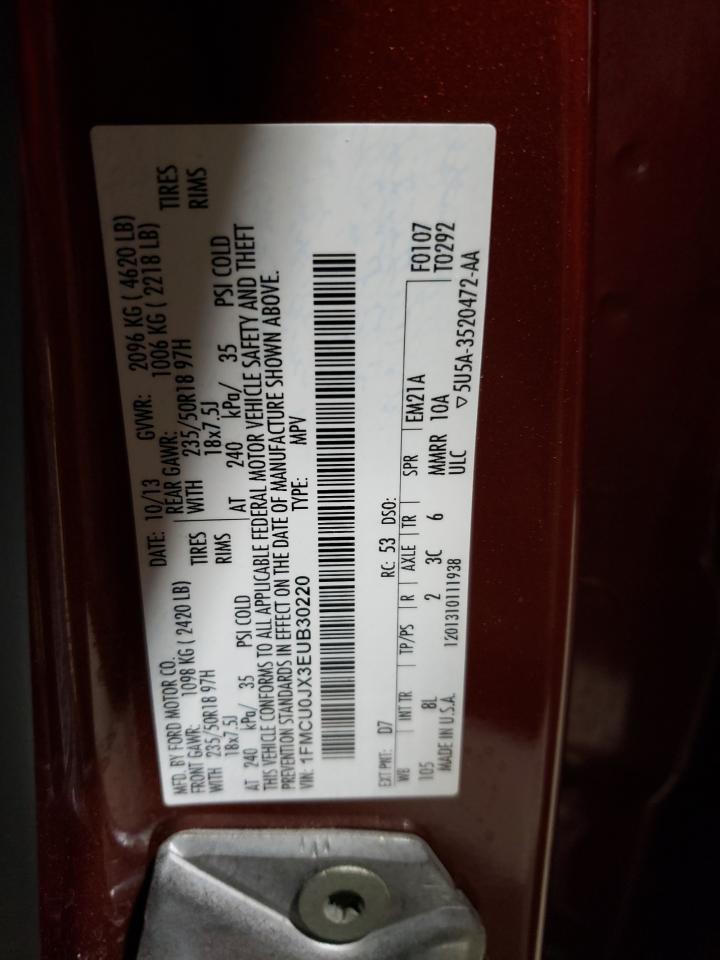 MFD. BY FORD MOTOR CO. DATE: 10/13 GVWR: 2096 KG ( 4620 LB)
FRONT GAWR: 1098 KG ( 2420 LB) REAR GAWR: 1006 KG ( 2218 LB)
WITH 235/50R18 97H TIRES WITH 235/50R18 97H TIRES
18x7.5J RIMS 18x7.5J RIMS
AT 240 kPa/ 35 PSI COLD AT 240 kPa/ 35 PSI COLD
THIS VEHICLE CONFORMS TO ALL APPLICABLE FEDERAL MOTOR VEHICLE SAFETY AND THEFT
PREVENTION STANDARDS IN EFFECT ON THE DATE OF MANUFACTURE SHOWN ABOVE.
VIN: 1FMCU0JX3EUB30220 TYPE: MPV
EXT PNT: D7 RC: 53 DSO: F0107
WB INT TR TP/PS R AXLE TR SPR EM21A T0292
105 8L 2 3C 6 MMRR 10A
MADE IN U.S.A. 1201310111938 ULC ▽5U5A-3520472-AA